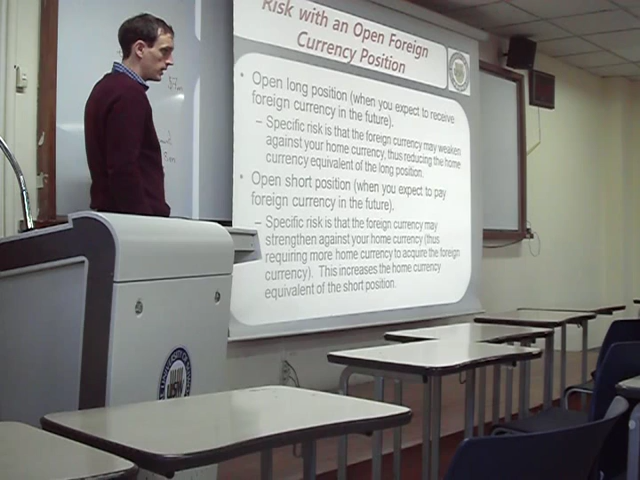 Risk with an Open Foreign
Currency Position
• Open long position (when you expect to receive
foreign currency in the future).
– Specific risk is that the foreign currency may weaken
against your home currency, thus reducing the home
currency equivalent of the long position.
• Open short position (when you expect to pay
foreign currency in the future).
– Specific risk is that the foreign currency may
strengthen against your home currency (thus
requiring more home currency to acquire the foreign
currency). This increases the home currency
equivalent of the short position.